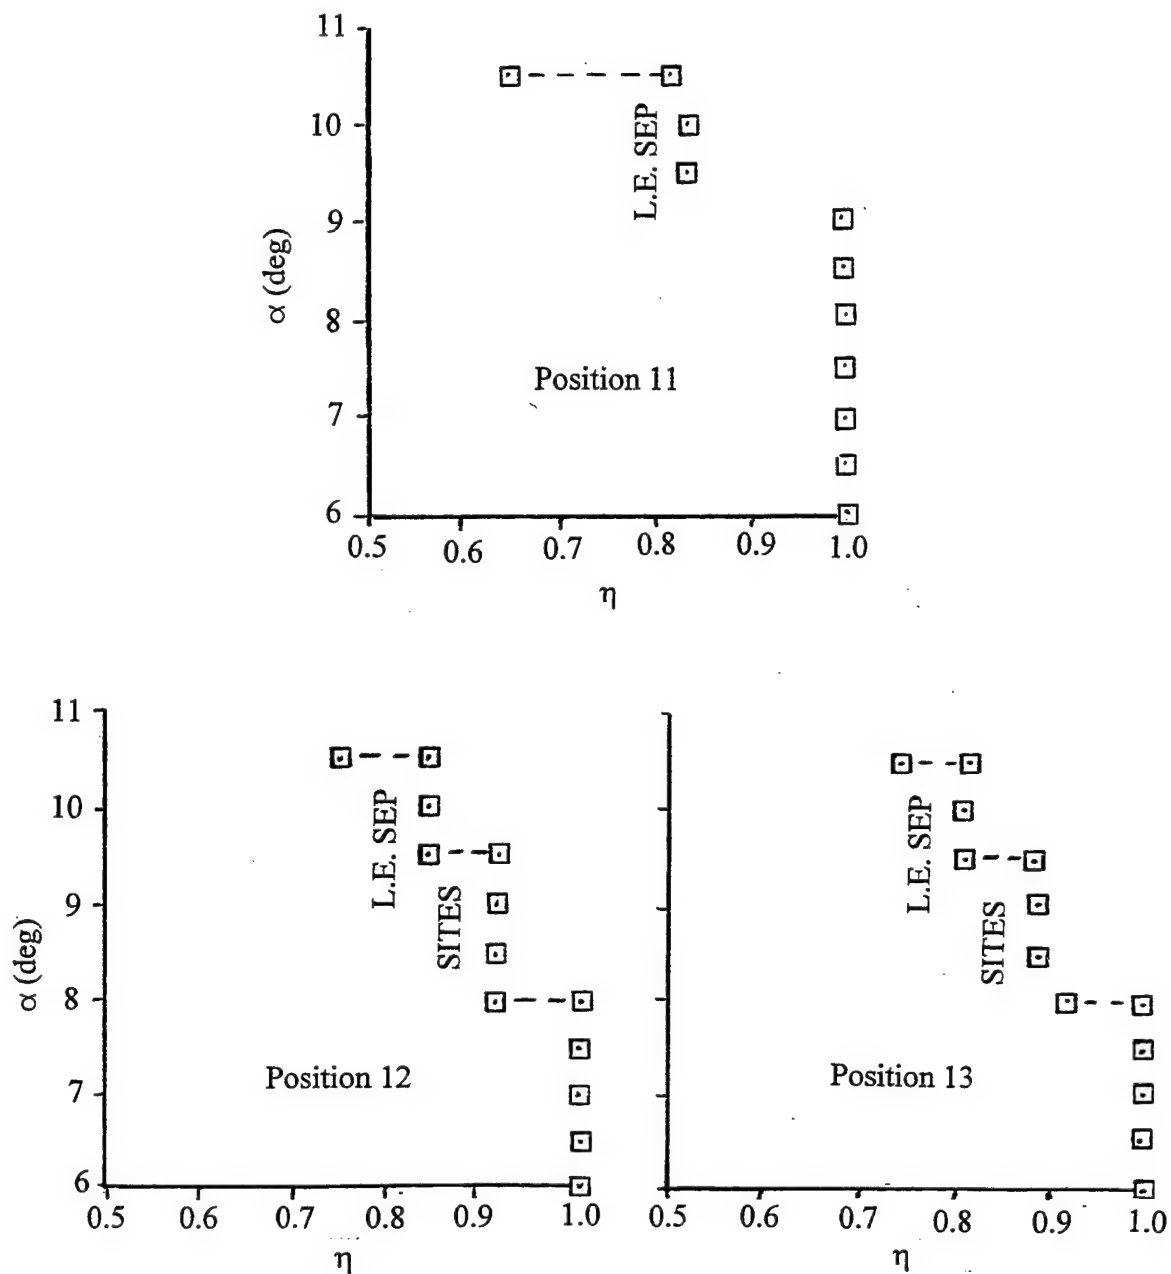 11
10
9
8
7
6
α (deg)
L.E. SEP
Position 11
0.5 0.6 0.7 0.8 0.9 1.0
η
11
10
9
8
7
6
α (deg)
L.E. SEP
SITES
Position 12
0.5 0.6 0.7 0.8 0.9 1.0
η
L.E. SEP
SITES
Position 13
0.5 0.6 0.7 0.8 0.9 1.0
η